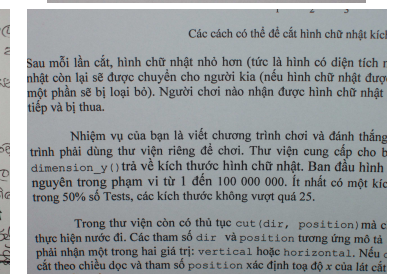 Các cách có thể để cắt hình chữ nhật kích
Sau mỗi lần cắt, hình chữ nhật nhỏ hơn (tức là hình có diện tích n
nhật còn lại sẽ được chuyển cho người kia (nếu hình chữ nhật được
một phần sẽ bị loại bỏ). Người chơi nào nhận được hình chữ nhật
tiếp và bị thua.
Nhiệm vụ của bạn là viết chương trình chơi và đánh thắng
trình phải dùng thư viện riêng để chơi. Thư viện cung cấp cho b
dimension_y() trả về kích thước hình chữ nhật. Ban đầu hình
nguyên trong phạm vi từ 1 đến 100 000 000. Ít nhất có một kíc
trong 50% số Tests, các kích thước không vượt quá 25.
Trong thư viện còn có thủ tục cut(dir, position) mà c
thực hiện nước đi. Các tham số dir và position tương ứng mô tả
phải nhận một trong hai giá trị: vertical hoặc horizontal. Nếu
cắt theo chiều dọc và tham số position xác định toạ độ x của lát cắt